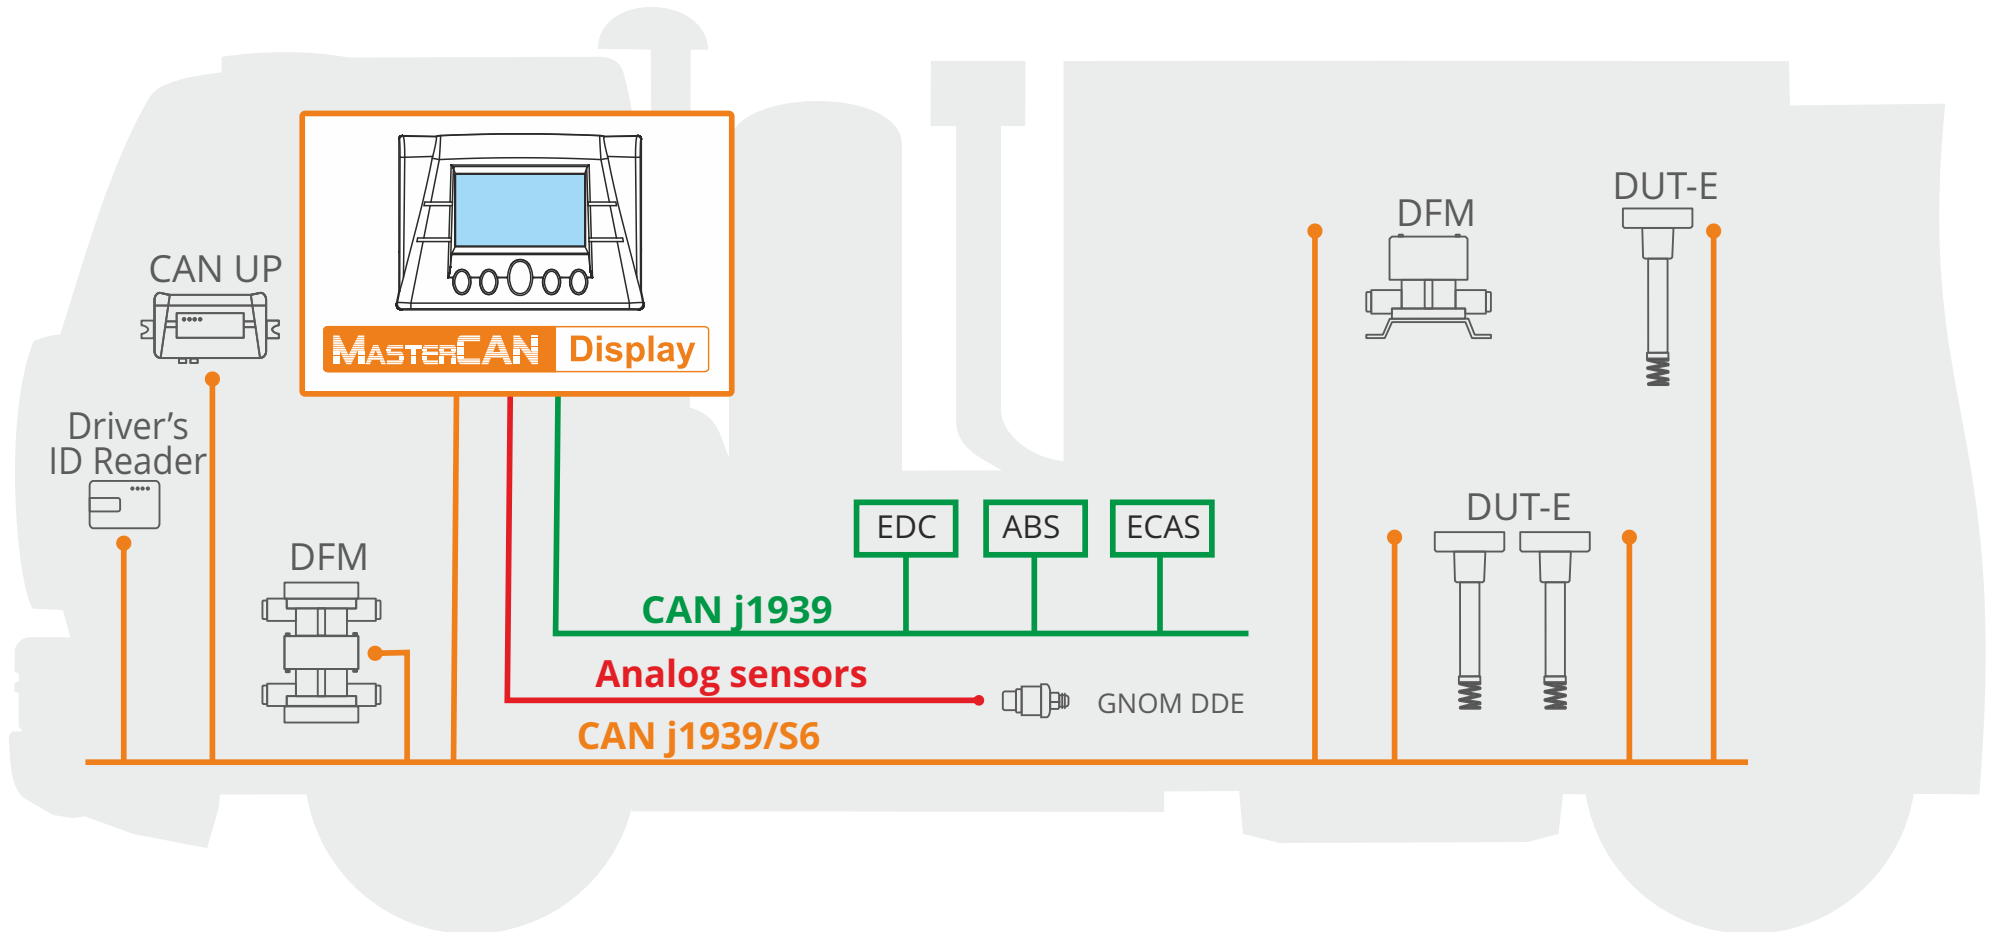 DUT-E
DFM
CAN UP
MASTERCAN Display
Driver's
ID Reader
DUT-E
EDC
ABS
ECAS
DFM
CAN j1939
Analog sensors
GNOM DDE
CAN j1939/S6